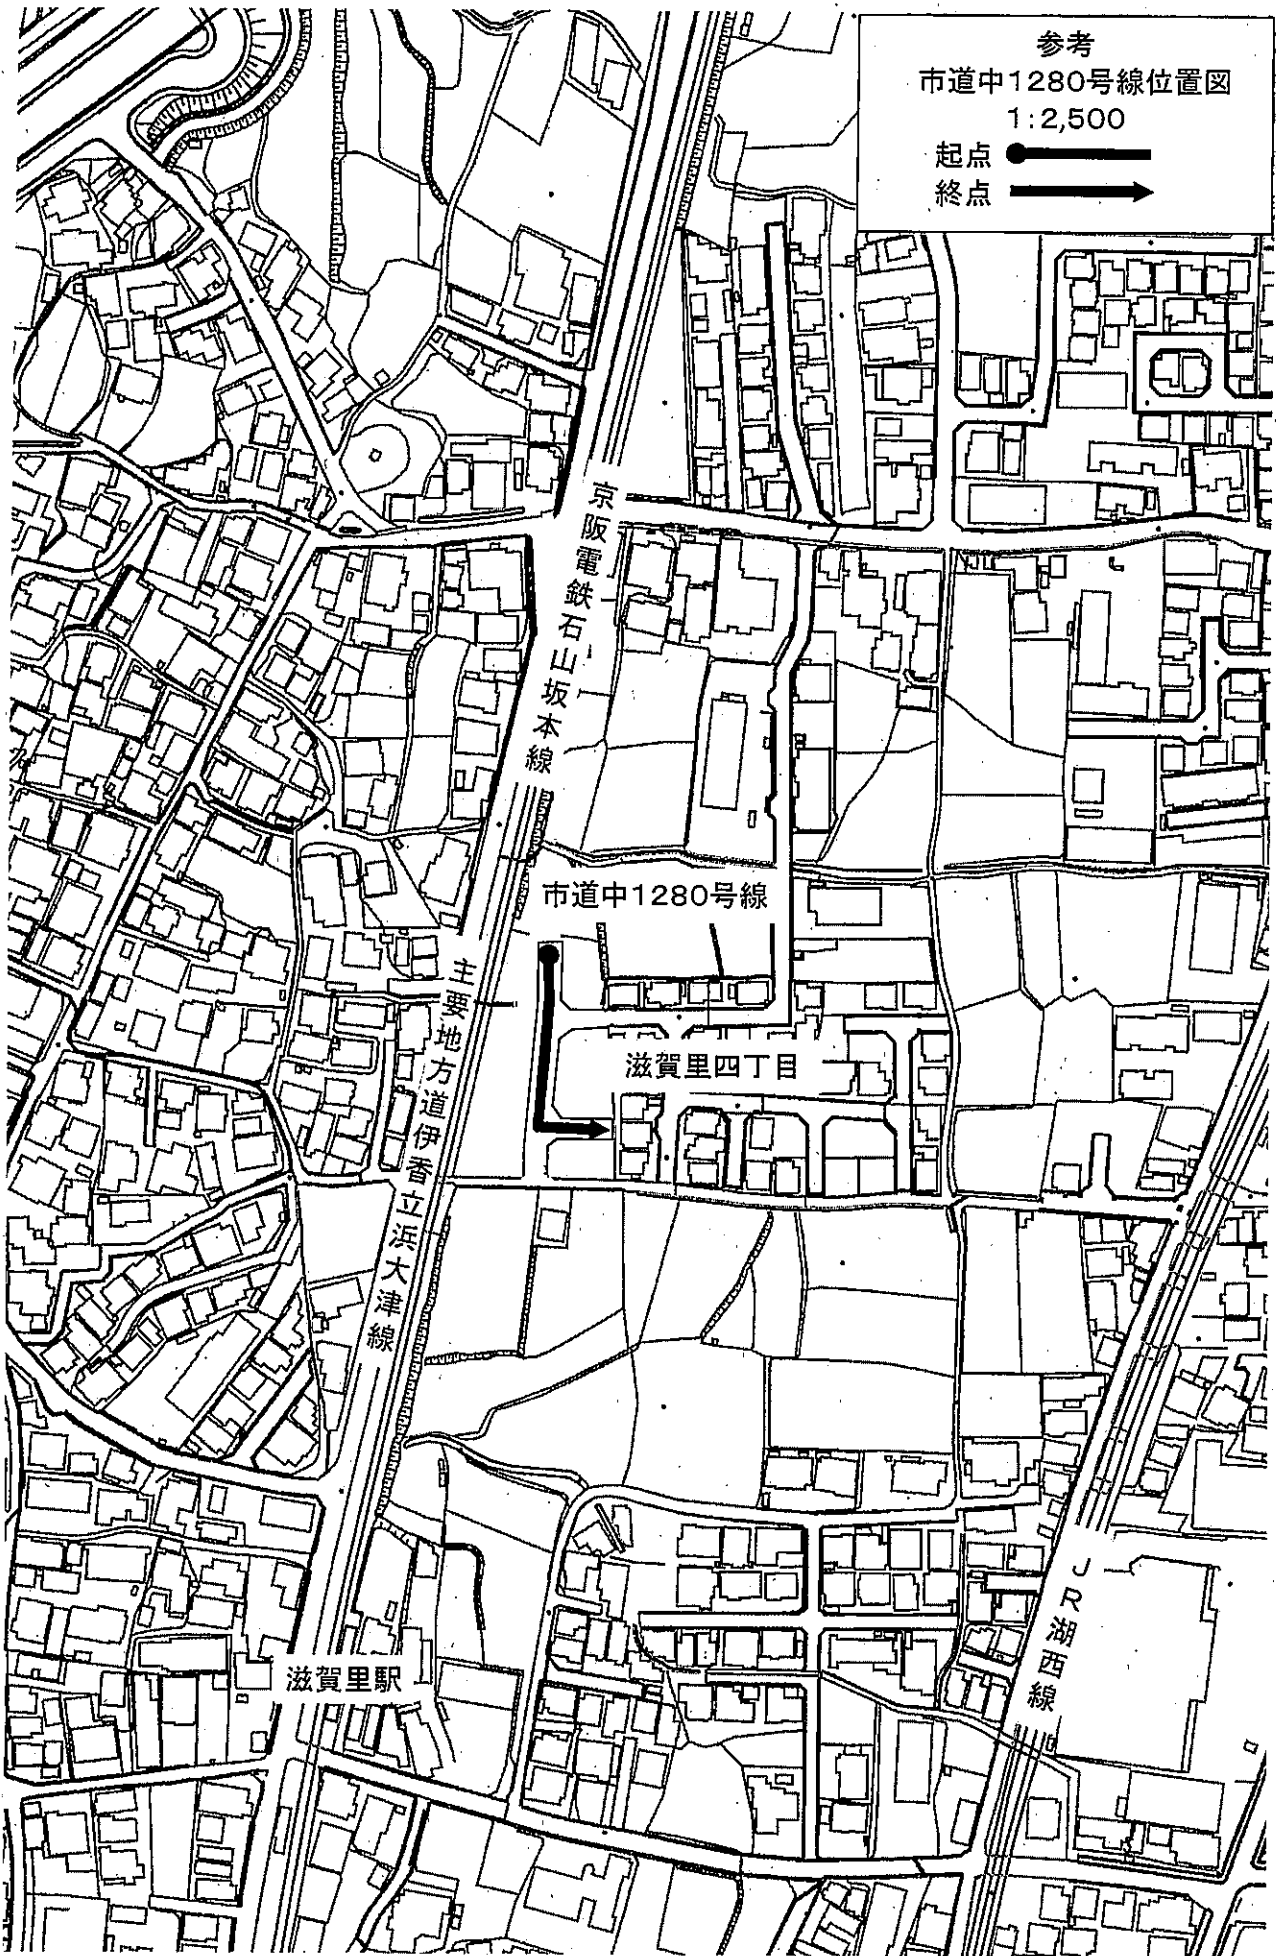 参考
市道中1280号線位置図
1:2,500
起点
終点
京阪電鉄石山坂本線
市道中1280号線
主要地方道伊香立浜大津線
滋賀里四丁目
JR湖西線
滋賀里駅